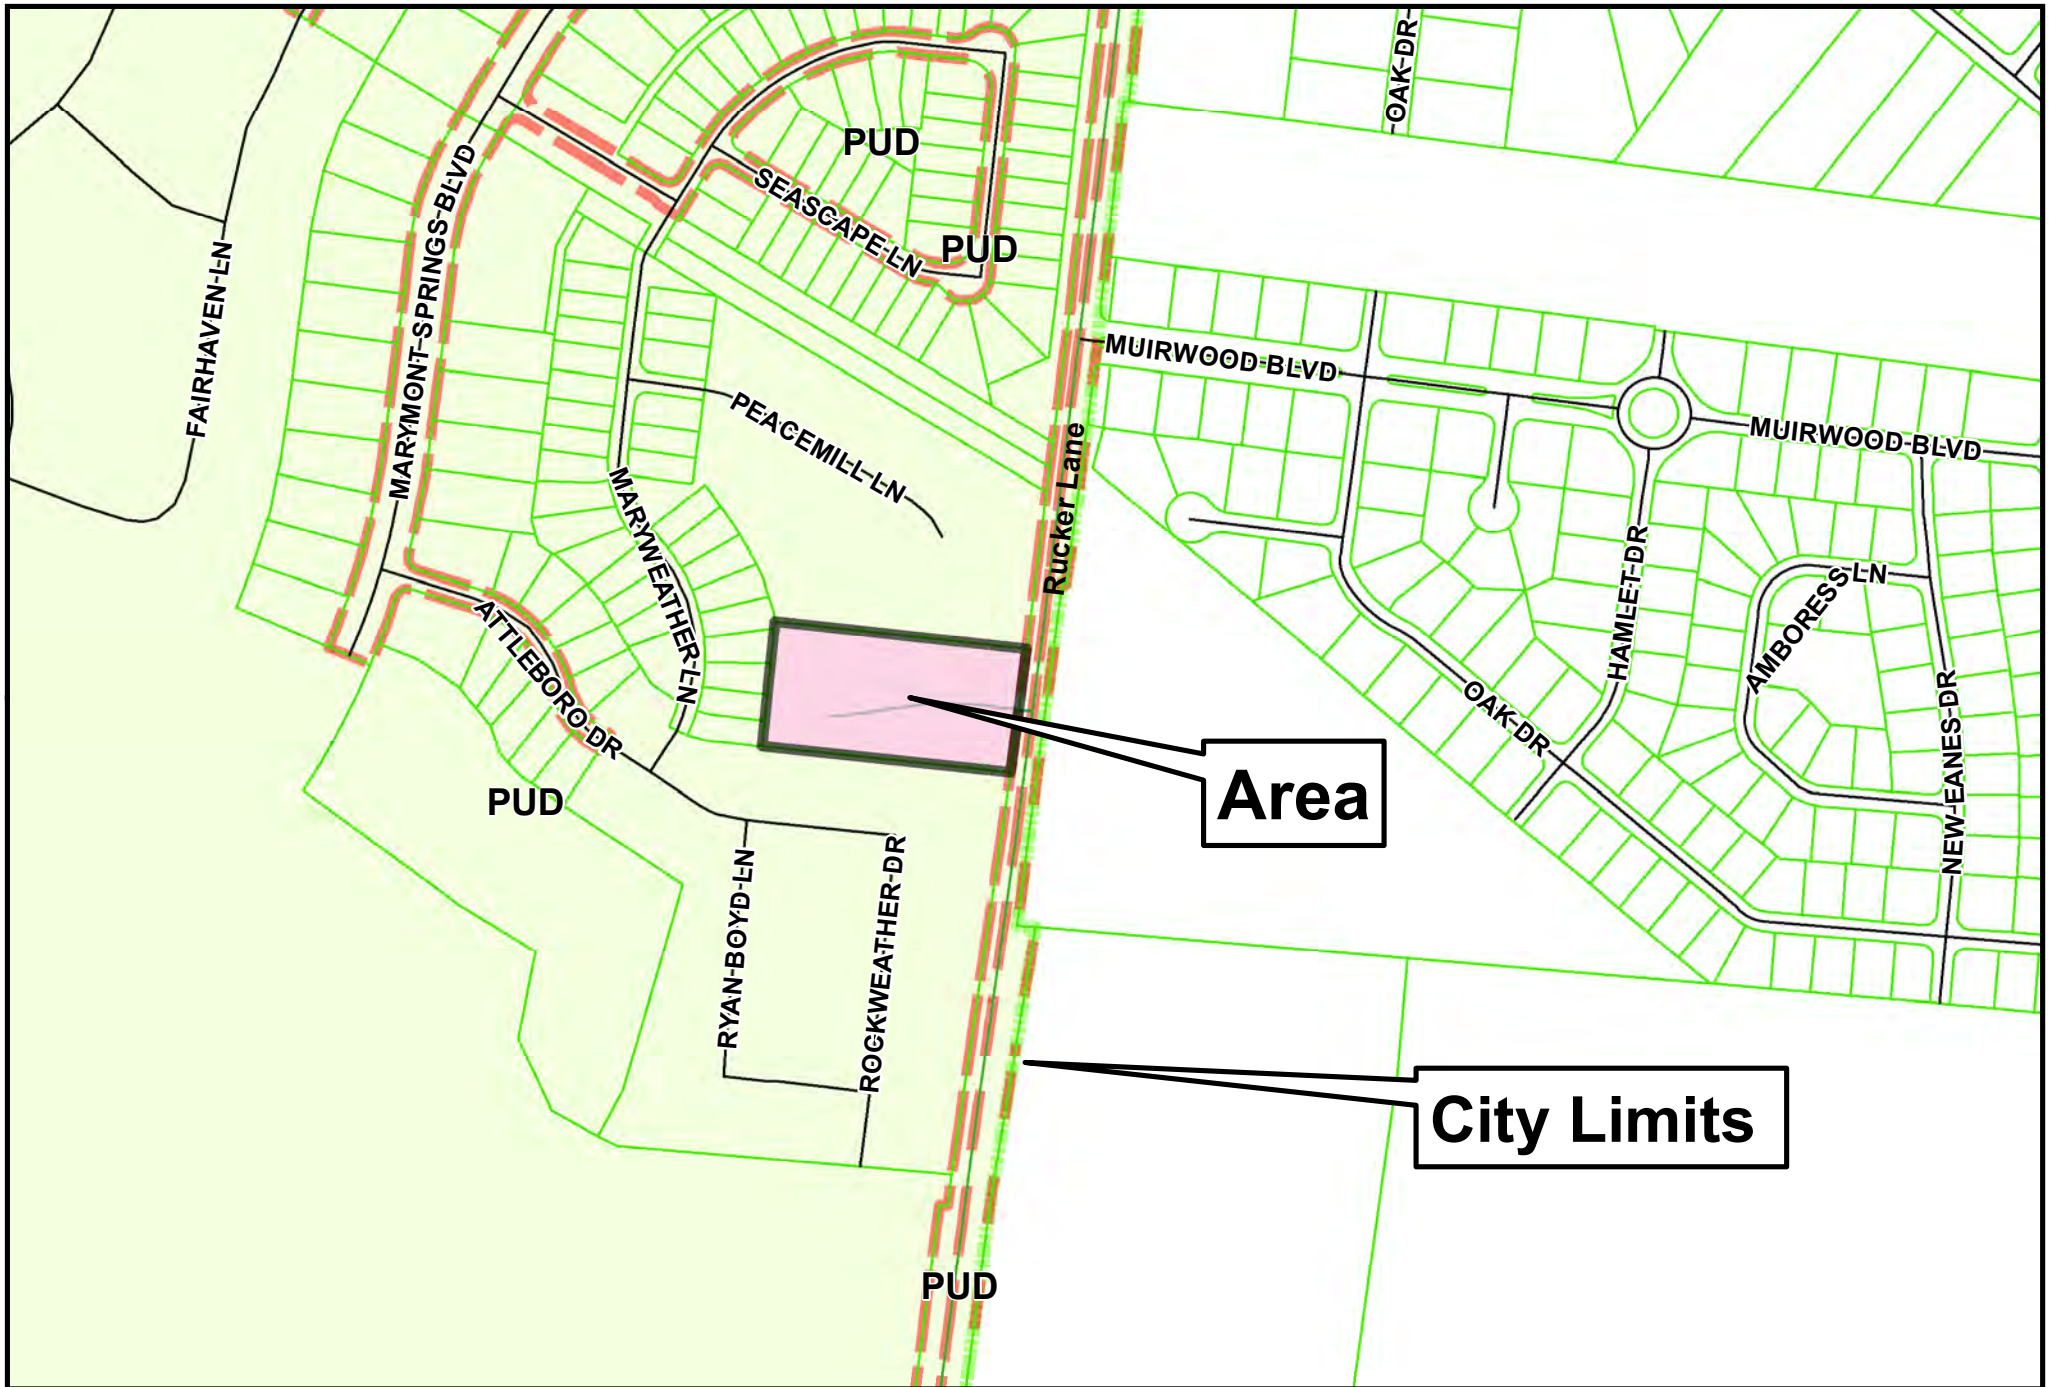 OAK DR
PUD
MARYMONT SPRINGS BLVD
SEASCAPE LN
PUD
FAIRHAVEN LN
MUIRWOOD BLVD
PEACEMILL LN
MUIRWOOD BLVD
Rucker Lane
MARYWEATHER LN
HAMLET DR
AMBORESS LN
ATTLEBORO DR
OAK DR
NEW EANES DR
Area
PUD
RYAN BOYD LN
ROCKWEATHER DR
City Limits
PUD